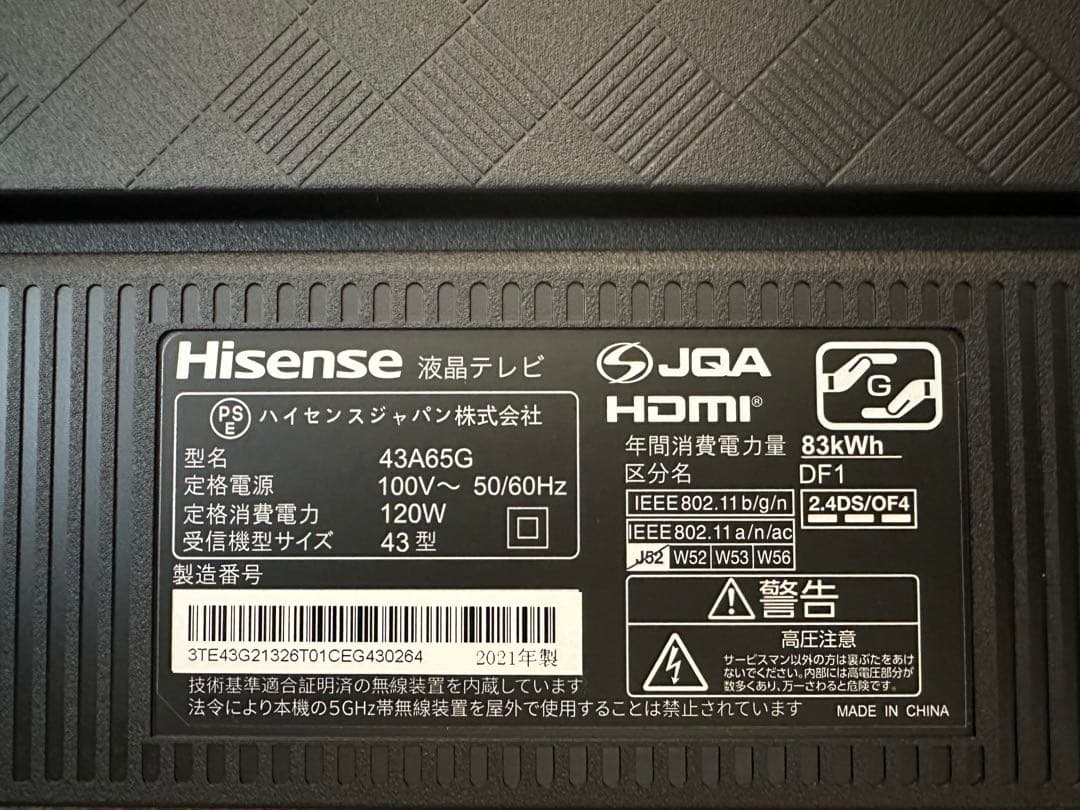 Hisense 液晶テレビ
PS E ハイセンスジャパン株式会社
型名 43A65G
定格電源 100V～ 50/60Hz
定格消費電力 120W
受信機型サイズ 43型
製造番号
3TE43G21326T01CEG430264 2021年製
技術基準適合証明済の無線装置を内蔵しています
法令により本機の5GHz帯無線装置を屋外で使用することは禁止されています
JQA
HDMI®
G
年間消費電力量 83kWh
区分名 DF1
IEEE802.11b/g/n
2.4DS/OF4
IEEE802.11a/n/ac
J52 W52 W53 W56
警告
高圧注意
サービスマン以外の方は裏ぶたをあけ
ないでください。内部には高電圧部分が
数多くあり、万一さわると危険です。
MADE IN CHINA